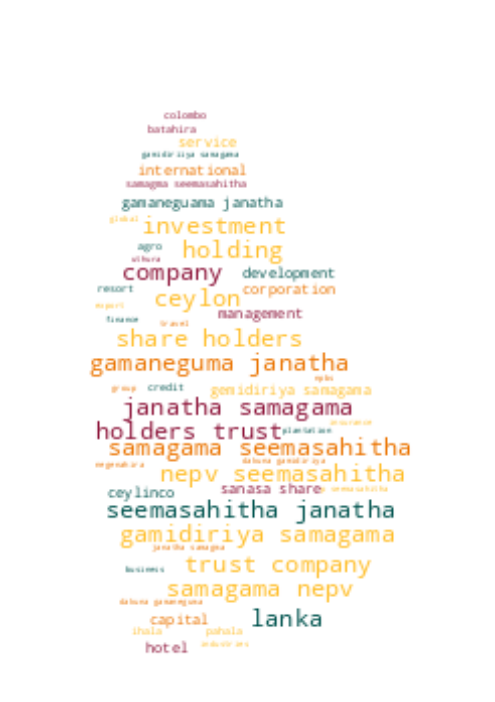 colombo
batahira
service
gamidiriya samagama
international
samagma seemasahitha
gamaneguama janatha
global
investment
agro
holding
uthura
company
development
resort
corporation
ceylon
export
management
finance
travel
share holders
gamaneguma janatha
npbs
group
credit
gemidiriya samagama
janatha samagama
insurance
holders trust
plantation
samagama seemasahitha
dakuna gamidiriya
negenahira
nepv seemasahitha
sanasa share
seemasahitha
ceylinco
seemasahitha janatha
gamidiriya samagama
janatha samagma
business
trust company
samagama nepv
dakuna gamaneguma
capital
lanka
ihala
pahala
hotel
industries